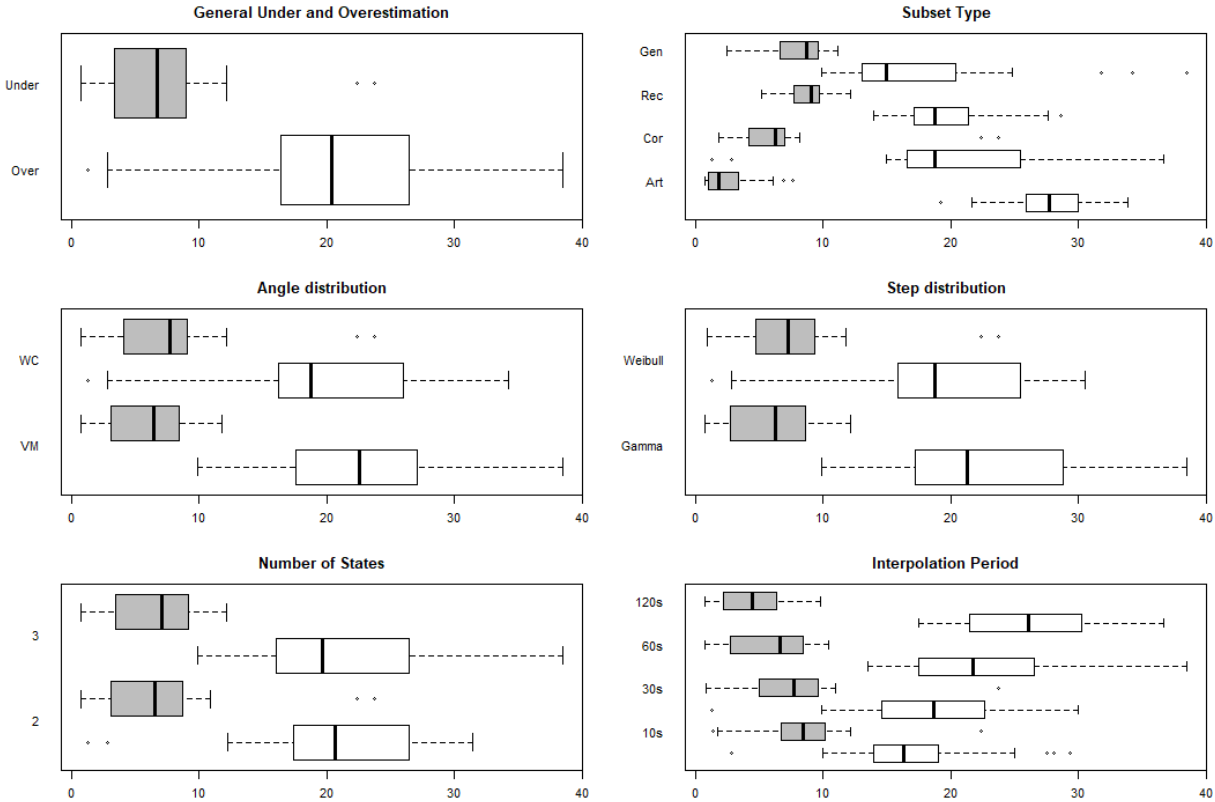 General Under and Overestimation
Under
Over
0 10 20 30 40
Subset Type
Gen
Rec
Cor
Art
0 10 20 30 40
Angle distribution
WC
VM
0 10 20 30 40
Step distribution
Weibull
Gamma
0 10 20 30 40
Number of States
3
2
0 10 20 30 40
Interpolation Period
120s
60s
30s
10s
0 10 20 30 40